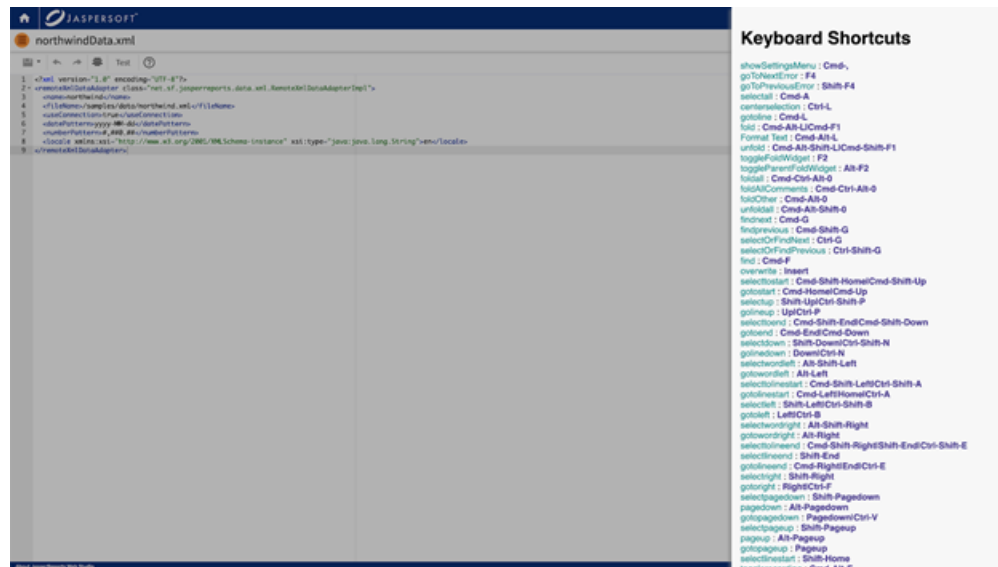 JASPERSOFT
northwindData.xml
Test
1 <?xml version="1.0" encoding="UTF-8"?>
2 <remoteXmlDataAdapter class="net.sf.jasperreports.data.xml.RemoteXmlDataAdapterImpl">
3 <name>northwind</name>
4 <fileName>/samples/data/northwind.xml</fileName>
5 <useConnection>true</useConnection>
6 <datePattern>yyyy-MM-dd</datePattern>
7 <numberPattern>#,##0.##</numberPattern>
8 <locale xmlns:xsi="http://www.w3.org/2001/XMLSchema-instance" xsi:type="java:java.lang.String">en</locale>
9 </remoteXmlDataAdapter>
Keyboard Shortcuts
showSettingsMenu : Cmd-,
goToNextError : F4
goToPreviousError : Shift-F4
selectall : Cmd-A
centerselection : Ctrl-L
gotoline : Cmd-L
fold : Cmd-Alt-L|Cmd-F1
Format Text : Cmd-Alt-L
unfold : Cmd-Alt-Shift-L|Cmd-Shift-F1
toggleFoldWidget : F2
toggleParentFoldWidget : Alt-F2
foldall : Cmd-Ctrl-Alt-0
foldAllComments : Cmd-Ctrl-Alt-0
foldOther : Cmd-Alt-0
unfoldall : Cmd-Alt-Shift-0
findnext : Cmd-G
findprevious : Cmd-Shift-G
selectOrFindNext : Ctrl-G
selectOrFindPrevious : Ctrl-Shift-G
find : Cmd-F
overwrite : Insert
selecttostart : Cmd-Shift-Home|Cmd-Shift-Up
gotostart : Cmd-Home|Cmd-Up
selectup : Shift-Up|Ctrl-Shift-P
golineup : Up|Ctrl-P
selecttoend : Cmd-Shift-End|Cmd-Shift-Down
gotoend : Cmd-End|Cmd-Down
selectdown : Shift-Down|Ctrl-Shift-N
golinedown : Down|Ctrl-N
selectwordleft : Alt-Shift-Left
gotowordleft : Alt-Left
selecttolinestart : Cmd-Shift-Left|Ctrl-Shift-A
gotolinestart : Cmd-Left|Home|Ctrl-A
selectleft : Shift-Left|Ctrl-Shift-B
gotoleft : Left|Ctrl-B
selectwordright : Alt-Shift-Right
gotowordright : Alt-Right
selecttolineend : Cmd-Shift-Right|Shift-End|Ctrl-Shift-E
selectlineend : Shift-End
gotolineend : Cmd-Right|End|Ctrl-E
selectright : Shift-Right
gotoright : Right|Ctrl-F
selectpagedown : Shift-Pagedown
pagedown : Alt-Pagedown
gotopagedown : Pagedown|Ctrl-V
selectpageup : Shift-Pageup
pageup : Alt-Pageup
gotopageup : Pageup
selectlinestart : Shift-Home